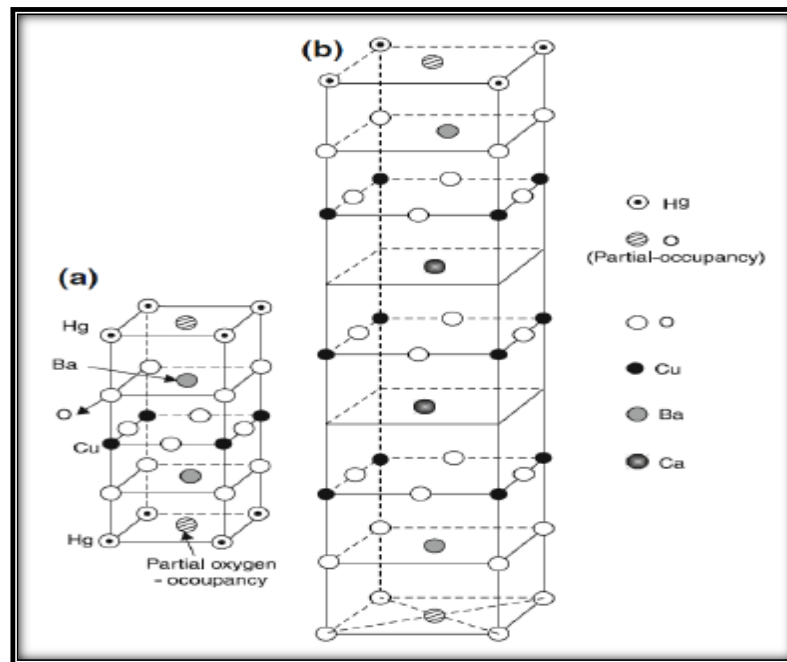 (b)
Hg
O
(Partial-occupancy)
(a)
Hg
O
Ba
Cu
O
Cu
Ba
Ca
Hg
Partial oxygen
- ocoupancy